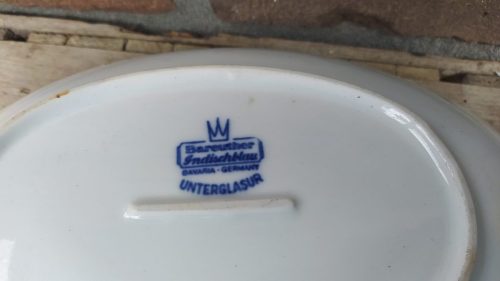 Bareuther
Indischblau
BAVARIA - GERMANY
UNTERGLASUR